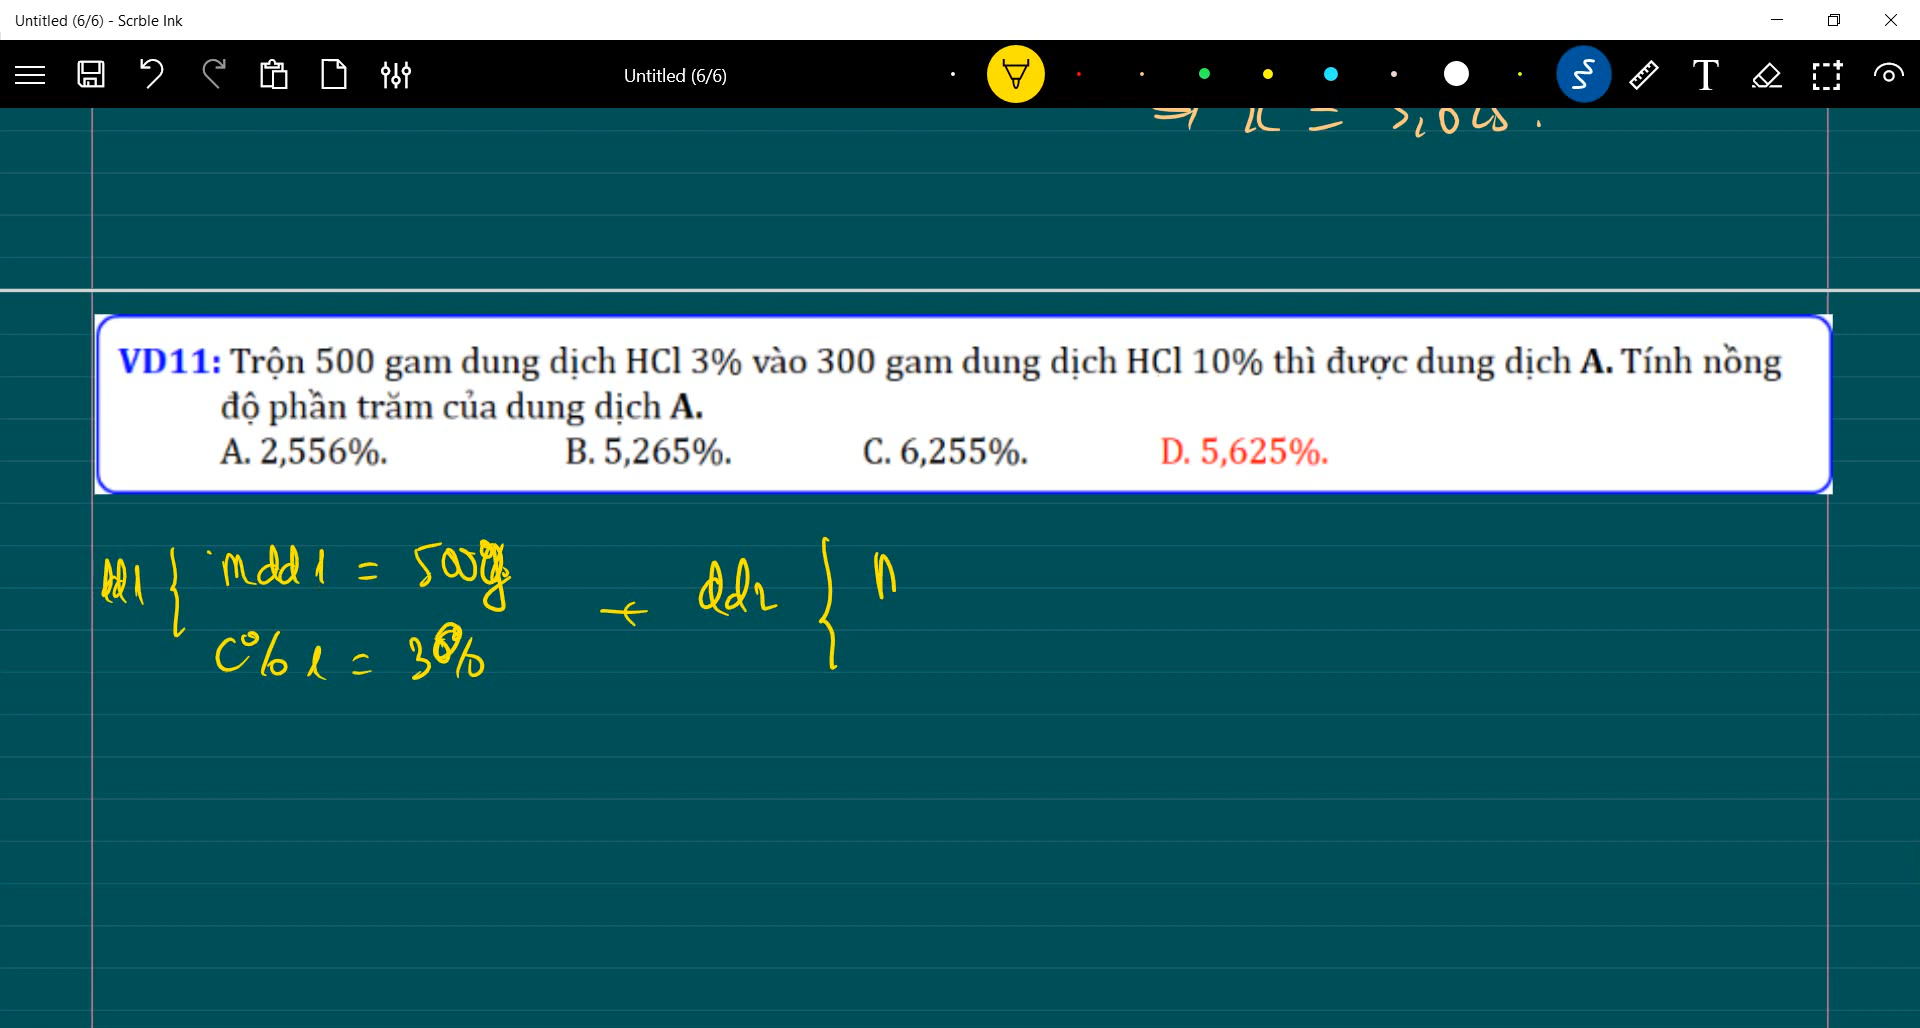 Untitled (6/6) - Scrble Ink
Untitled (6/6)
VD11: Trộn 500 gam dung dịch HCl 3% vào 300 gam dung dịch HCl 10% thì được dung dịch A. Tính nồng
độ phần trăm của dung dịch A.
A. 2,556%. B. 5,265%. C. 6,255%. D. 5,625%.
dd1 { mdd1 = 500g + dd2 {
C%1 = 3%